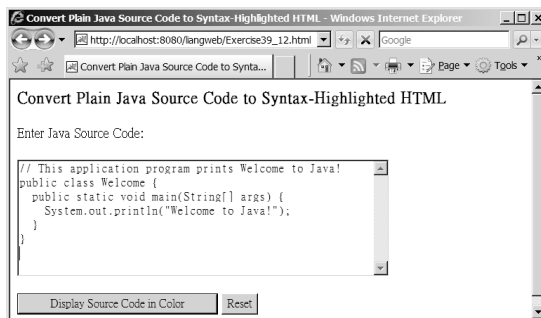 Convert Plain Java Source Code to Syntax-Highlighted HTML - Windows Internet Explorer
http://localhost:8080/liangweb/Exercise39_12.html
Google
Convert Plain Java Source Code to Synta...
Page
Tools
Convert Plain Java Source Code to Syntax-Highlighted HTML
Enter Java Source Code:
// This application program prints Welcome to Java!
public class Welcome {
  public static void main(String[] args) {
    System.out.println("Welcome to Java!");
  }
}
Display Source Code in Color
Reset